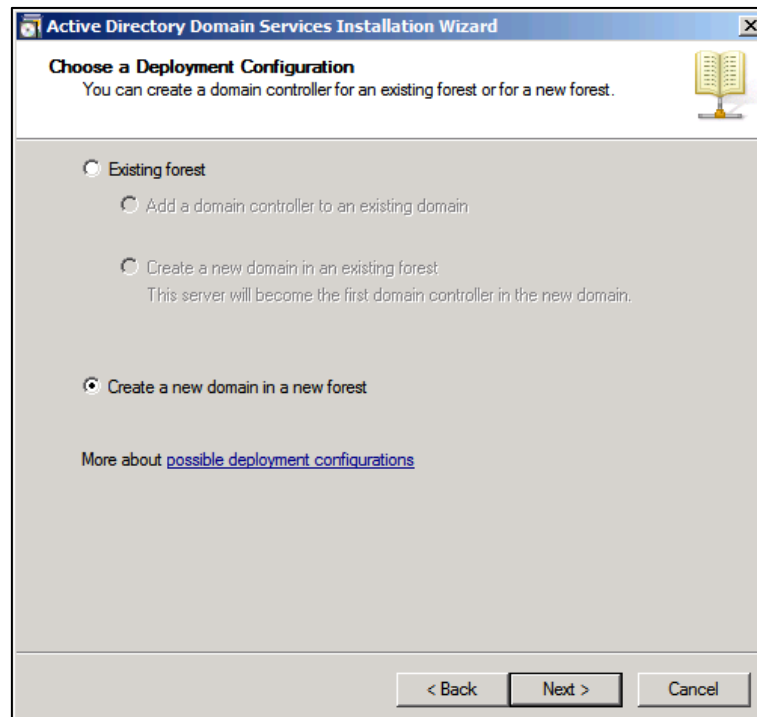 Active Directory Domain Services Installation Wizard
Choose a Deployment Configuration
You can create a domain controller for an existing forest or for a new forest.
Existing forest
Add a domain controller to an existing domain
Create a new domain in an existing forest
This server will become the first domain controller in the new domain.
Create a new domain in a new forest
More about possible deployment configurations
< Back Next > Cancel